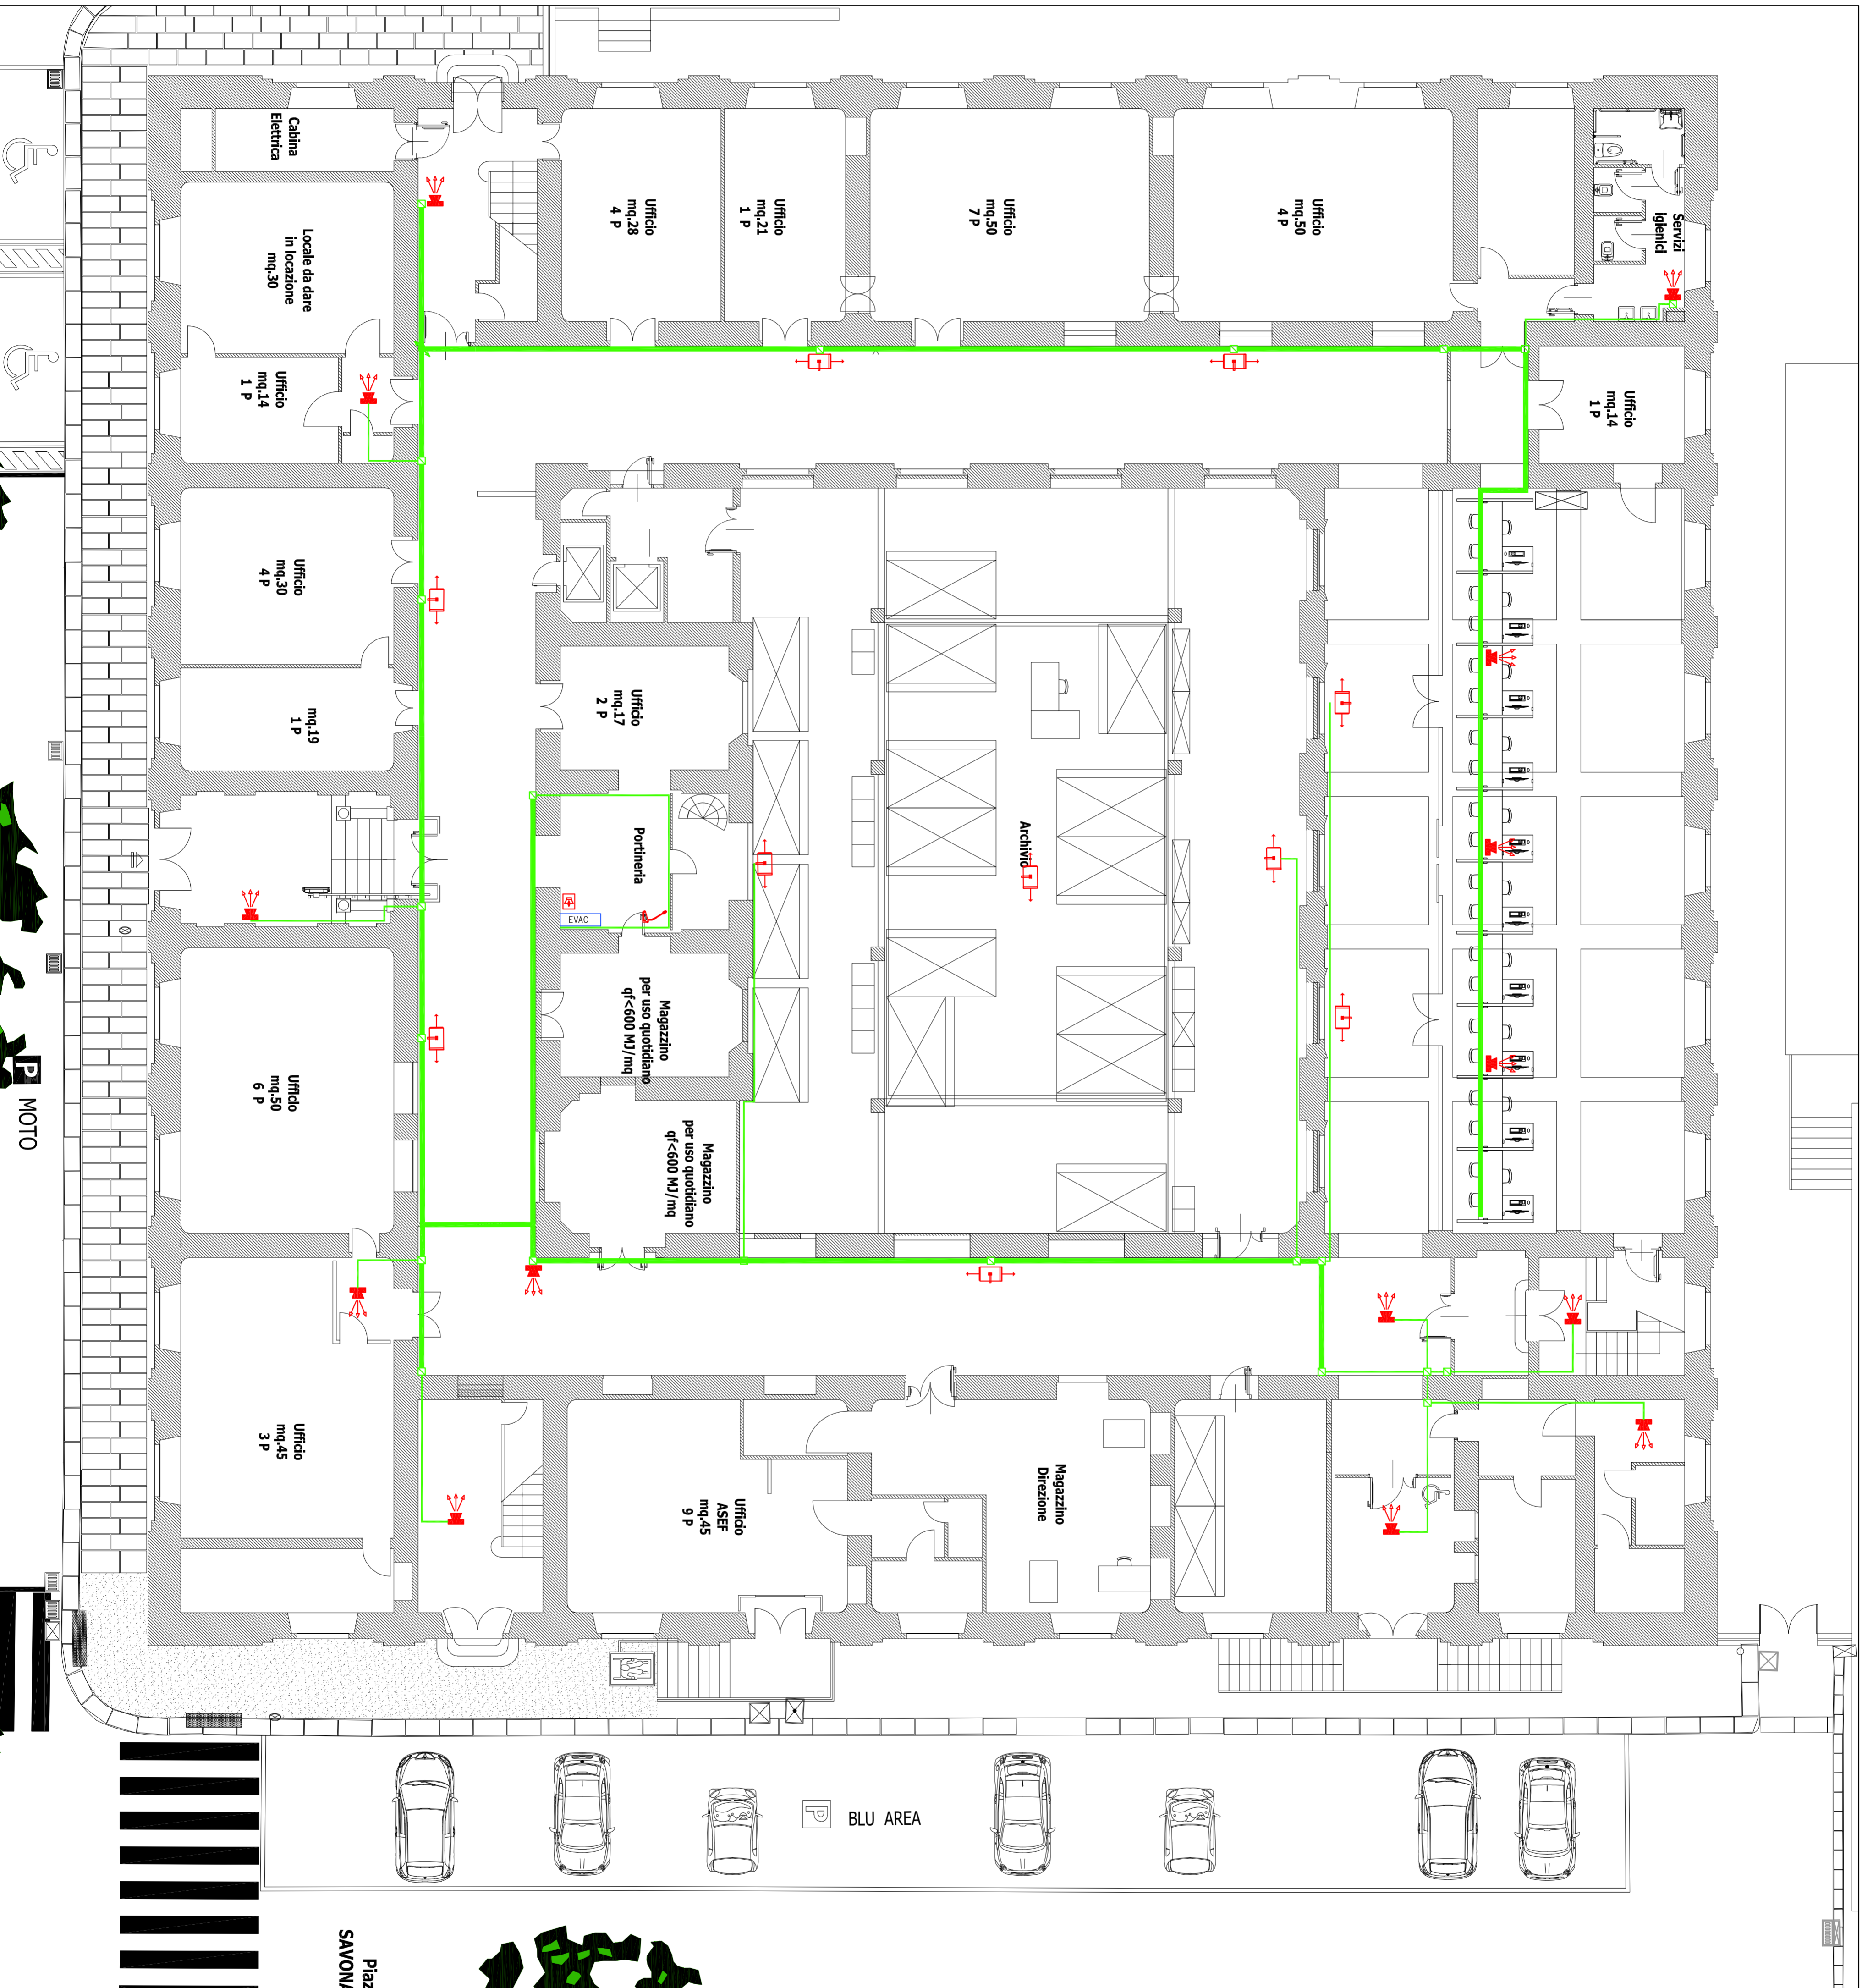 Cabina
Elettrica
Locale da dare
in locazione
mq.30
Ufficio
mq.14
1 P
Ufficio
mq.30
4 P
mq.19
1 P
Ufficio
mq.50
6 P
Ufficio
mq.45
3 P
Ufficio
mq.28
4 P
Ufficio
mq.21
1 P
Ufficio
mq.50
7 P
Ufficio
mq.50
4 P
Servizi
igienici
Ufficio
mq.14
1 P
Ufficio
mq.17
2 P
Portineria
EVAC
Magazzino
per uso quotidiano
qf<600 MJ/mq
Magazzino
per uso quotidiano
qf<600 MJ/mq
Archivio
Ufficio
ASEF
mq.45
9 P
Magazzino
Direzione
P MOTO
P
BLU AREA